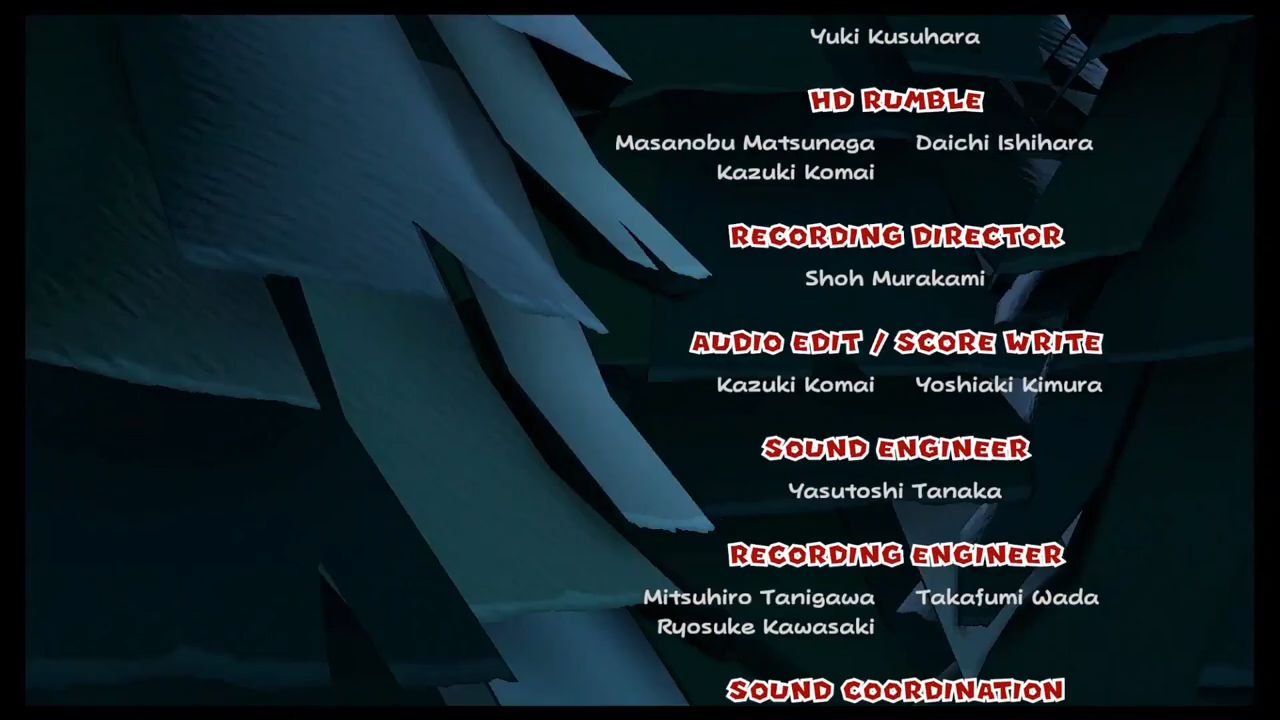 Yuki Kusuhara
HD RUMBLE
Masanobu Matsunaga Daichi Ishihara
Kazuki Komai
RECORDING DIRECTOR
Shoh Murakami
AUDIO EDIT / SCORE WRITE
Kazuki Komai Yoshiaki Kimura
SOUND ENGINEER
Yasutoshi Tanaka
RECORDING ENGINEER
Mitsuhiro Tanigawa Takafumi Wada
Ryosuke Kawasaki
SOUND COORDINATION